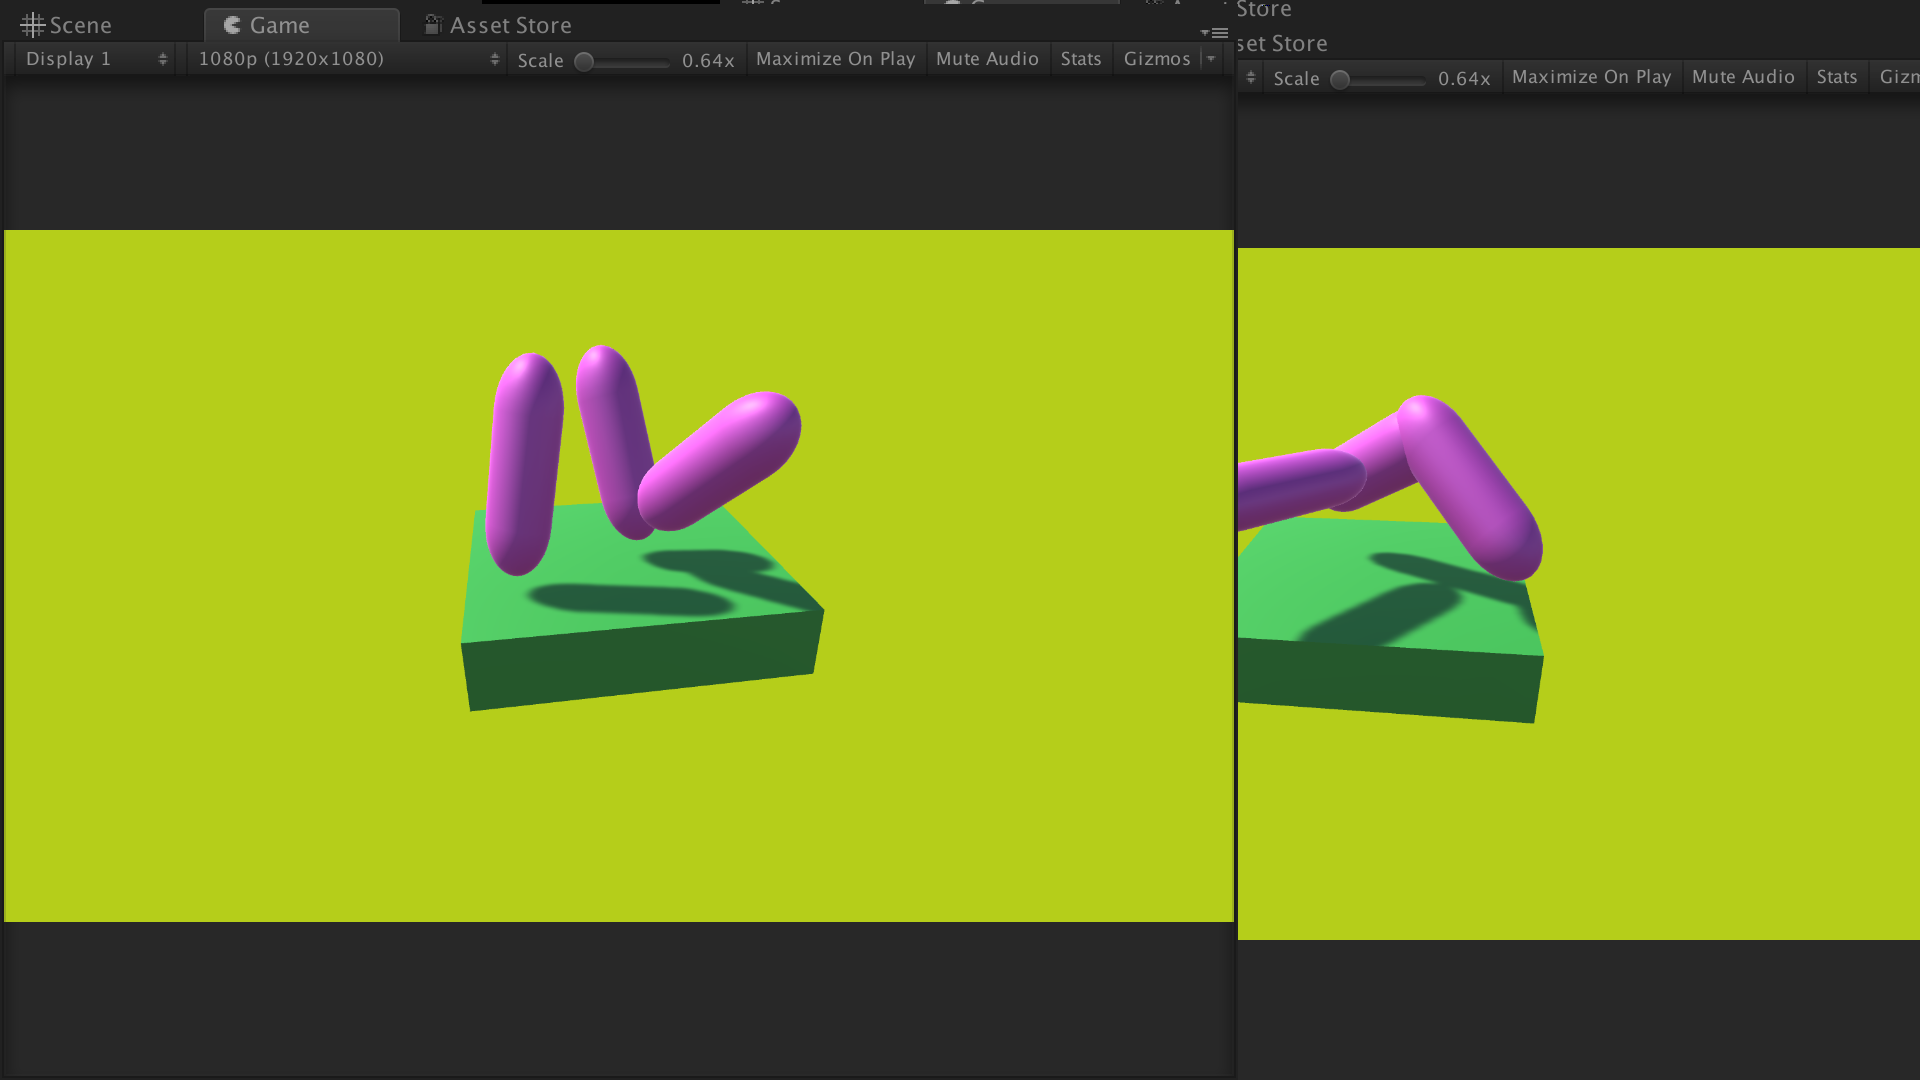 Store
Scene Game Asset Store
set Store
Display 1 1080p (1920x1080) Scale 0.64x Maximize On Play Mute Audio Stats Gizmos
Scale 0.64x Maximize On Play Mute Audio Stats Gizm